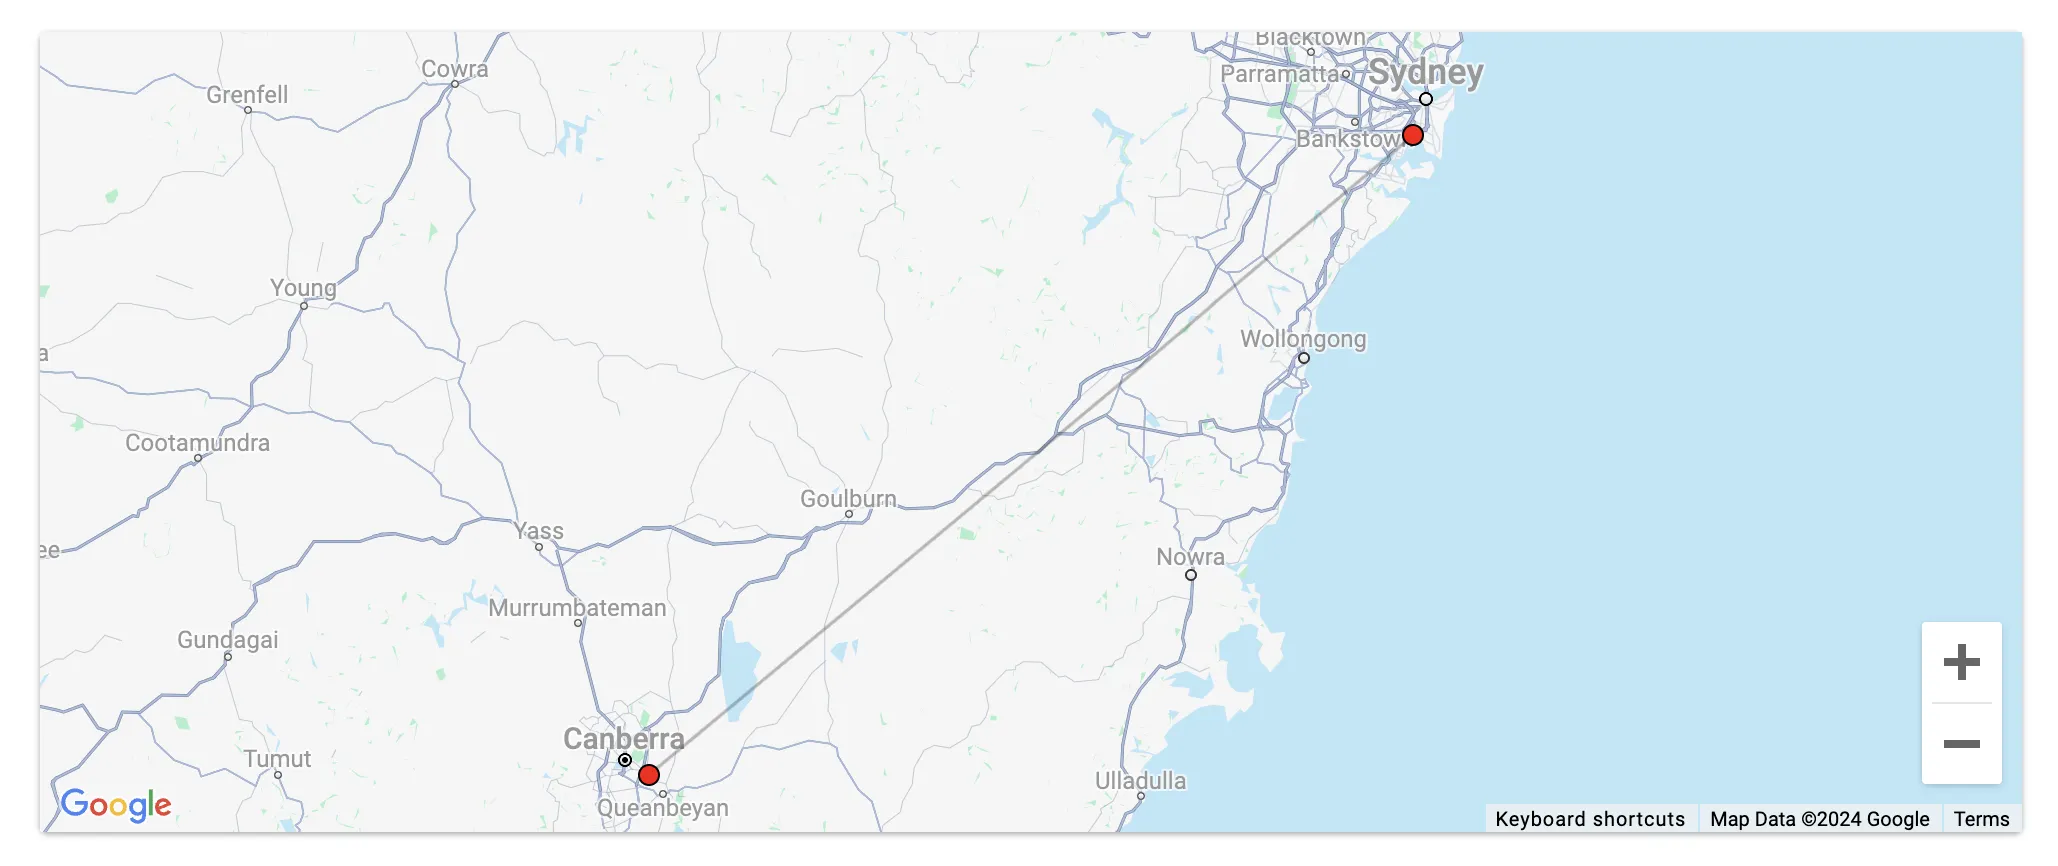 Blacktown
Cowra
Sydney
Parramatta
Grenfell
Young
Wollongong
Cootamundra
Goulburn
Yass
ee
Nowra
Murrumbateman
Gundagai
Canberra
Tumut
Ulladulla
Queanbeyan
Google
Keyboard shortcuts
Map Data ©2024 Google
Terms